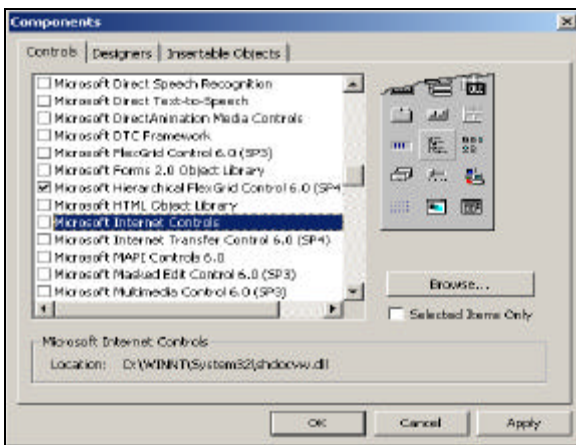 Components
Controls Designers Insertable Objects
Microsoft Direct Speech Recognition
Microsoft Direct Text-to-Speech
Microsoft DirectAnimation Media Controls
Microsoft DTC Framework
Microsoft FlexGrid Control 6.0 (SP3)
Microsoft Forms 2.0 Object Library
Microsoft Hierarchical FlexGrid Control 6.0 (SP4
Microsoft HTML Object Library
Microsoft Internet Controls
Microsoft Internet Transfer Control 6.0 (SP4)
Microsoft MAPI Controls 6.0
Microsoft Masked Edit Control 6.0 (SP3)
Microsoft Multimedia Control 6.0 (SP3)
Browse...
Selected Items Only
Microsoft Internet Controls
Location: D:\WINNT\System32\shdocvw.dll
OK Cancel Apply